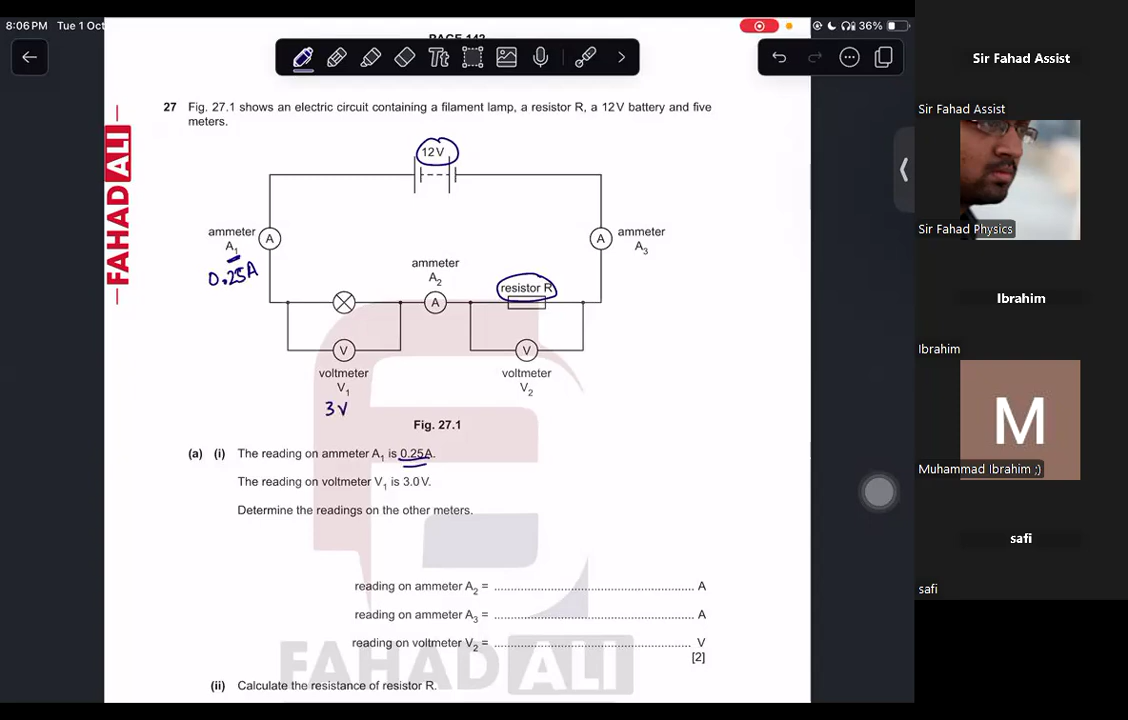 8:06 PM Tue 1 Oct
36%
PAGE 142
Tt
27 Fig. 27.1 shows an electric circuit containing a filament lamp, a resistor R, a 12 V battery and five
meters.
FAHAD ALI
12 V
ammeter
A1
A
0.25A
A
ammeter
A3
ammeter
A2
A
resistor R
V
voltmeter
V1
3V
V
voltmeter
V2
Fig. 27.1
(a) (i) The reading on ammeter A1 is 0.25A.
The reading on voltmeter V1 is 3.0V.
Determine the readings on the other meters.
reading on ammeter A2 = .................................................. A
reading on ammeter A3 = .................................................. A
reading on voltmeter V2 = .................................................. V
[2]
FAHAD ALI
(ii) Calculate the resistance of resistor R.
Sir Fahad Assist
Sir Fahad Assist
Sir Fahad Physics
Ibrahim
Ibrahim
M
Muhammad Ibrahim ;)
safi
safi